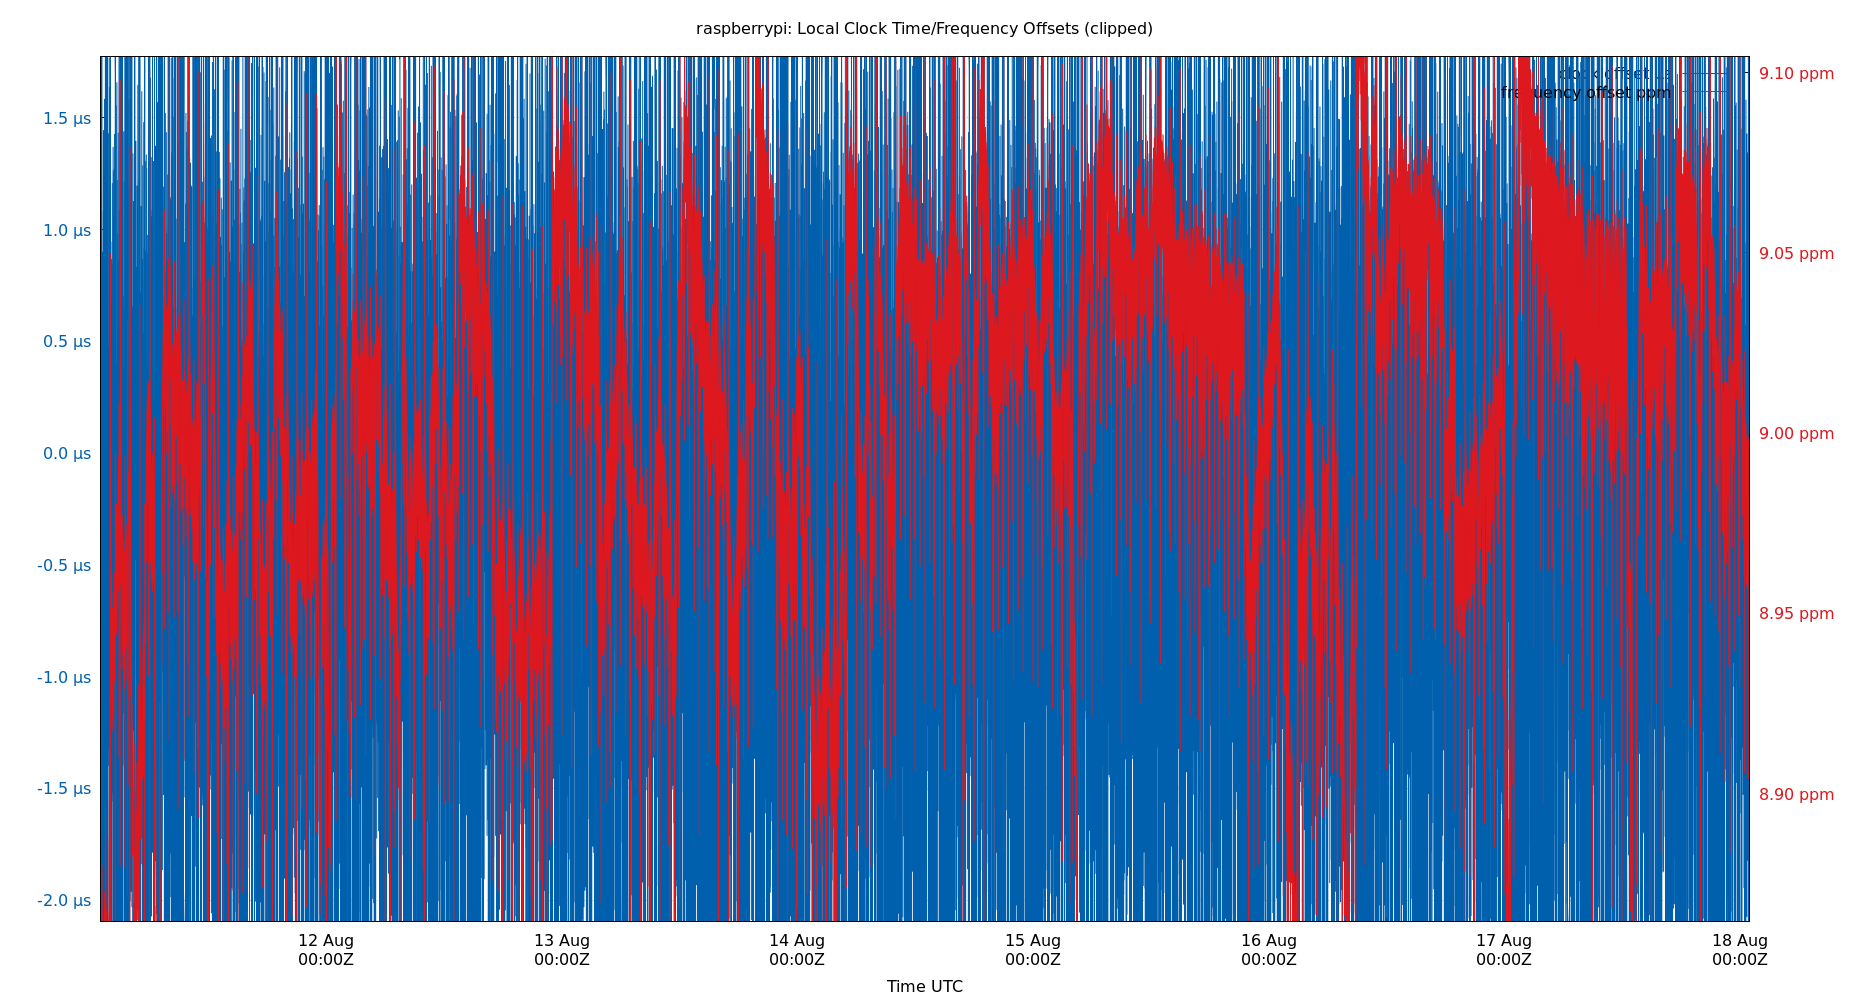 raspberrypi: Local Clock Time/Frequency Offsets (clipped)
clock offset
frequency offset ppm
1.5 µs
1.0 µs
0.5 µs
0.0 µs
-0.5 µs
-1.0 µs
-1.5 µs
-2.0 µs
9.10 ppm
9.05 ppm
9.00 ppm
8.95 ppm
8.90 ppm
12 Aug 13 Aug 14 Aug 15 Aug 16 Aug 17 Aug 18 Aug
00:00Z 00:00Z 00:00Z 00:00Z 00:00Z 00:00Z 00:00Z
Time UTC